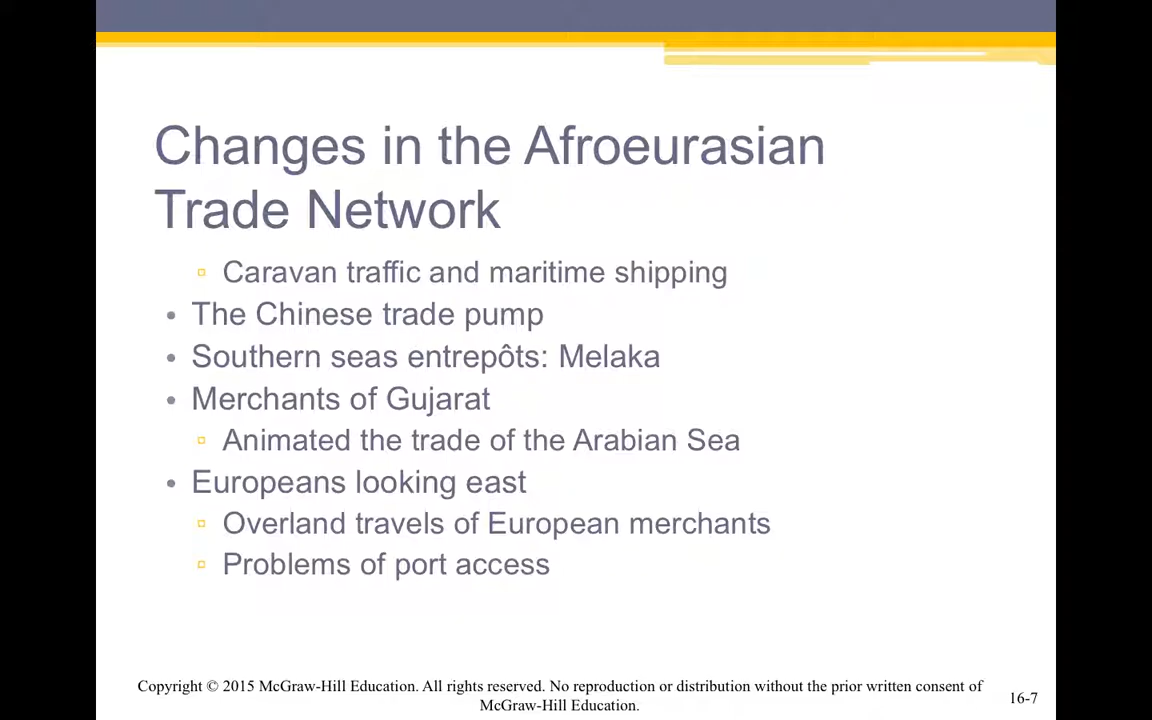 Changes in the Afroeurasian
Trade Network
▫ Caravan traffic and maritime shipping
• The Chinese trade pump
• Southern seas entrepôts: Melaka
• Merchants of Gujarat
▫ Animated the trade of the Arabian Sea
• Europeans looking east
▫ Overland travels of European merchants
▫ Problems of port access
Copyright © 2015 McGraw-Hill Education. All rights reserved. No reproduction or distribution without the prior written consent of
McGraw-Hill Education.
16-7